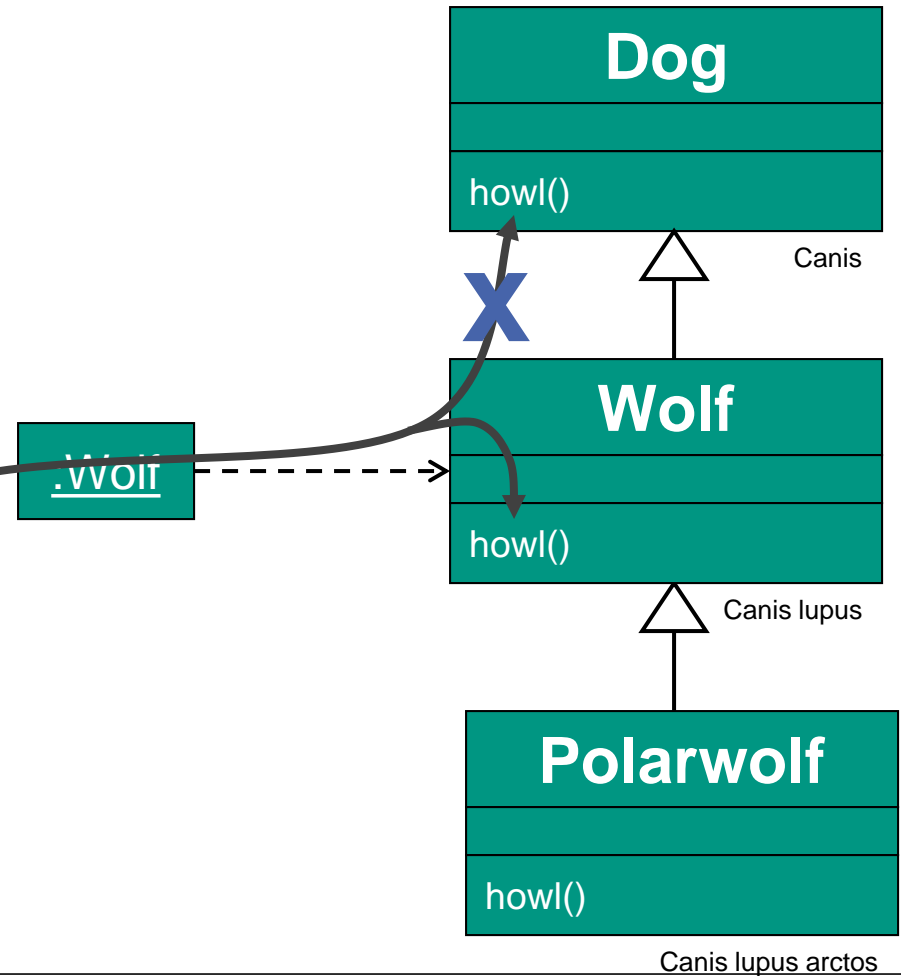 Dog
howl()
Canis
X
Wolf
.Wolf
howl()
Canis lupus
Polarwolf
howl()
Canis lupus arctos